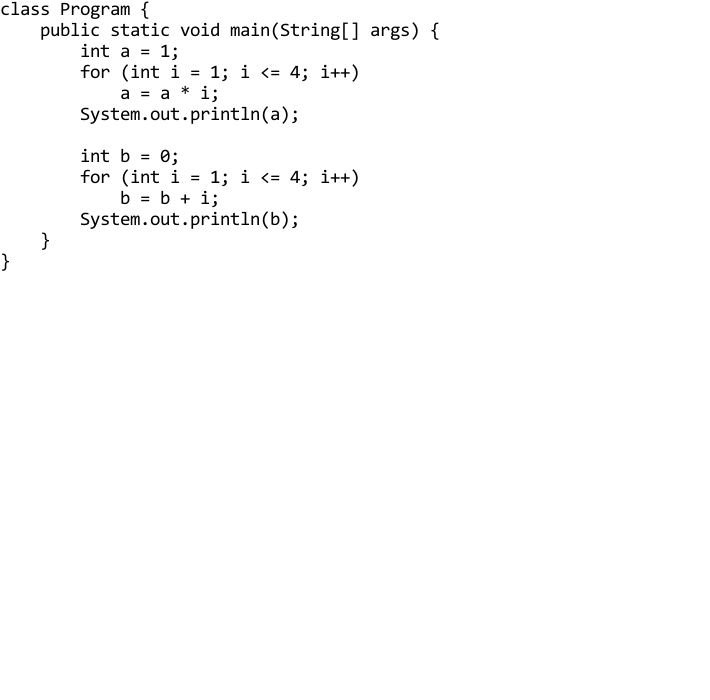 class Program {
    public static void main(String[] args) {
        int a = 1;
        for (int i = 1; i <= 4; i++)
            a = a * i;
        System.out.println(a);

        int b = 0;
        for (int i = 1; i <= 4; i++)
            b = b + i;
        System.out.println(b);
    }
}